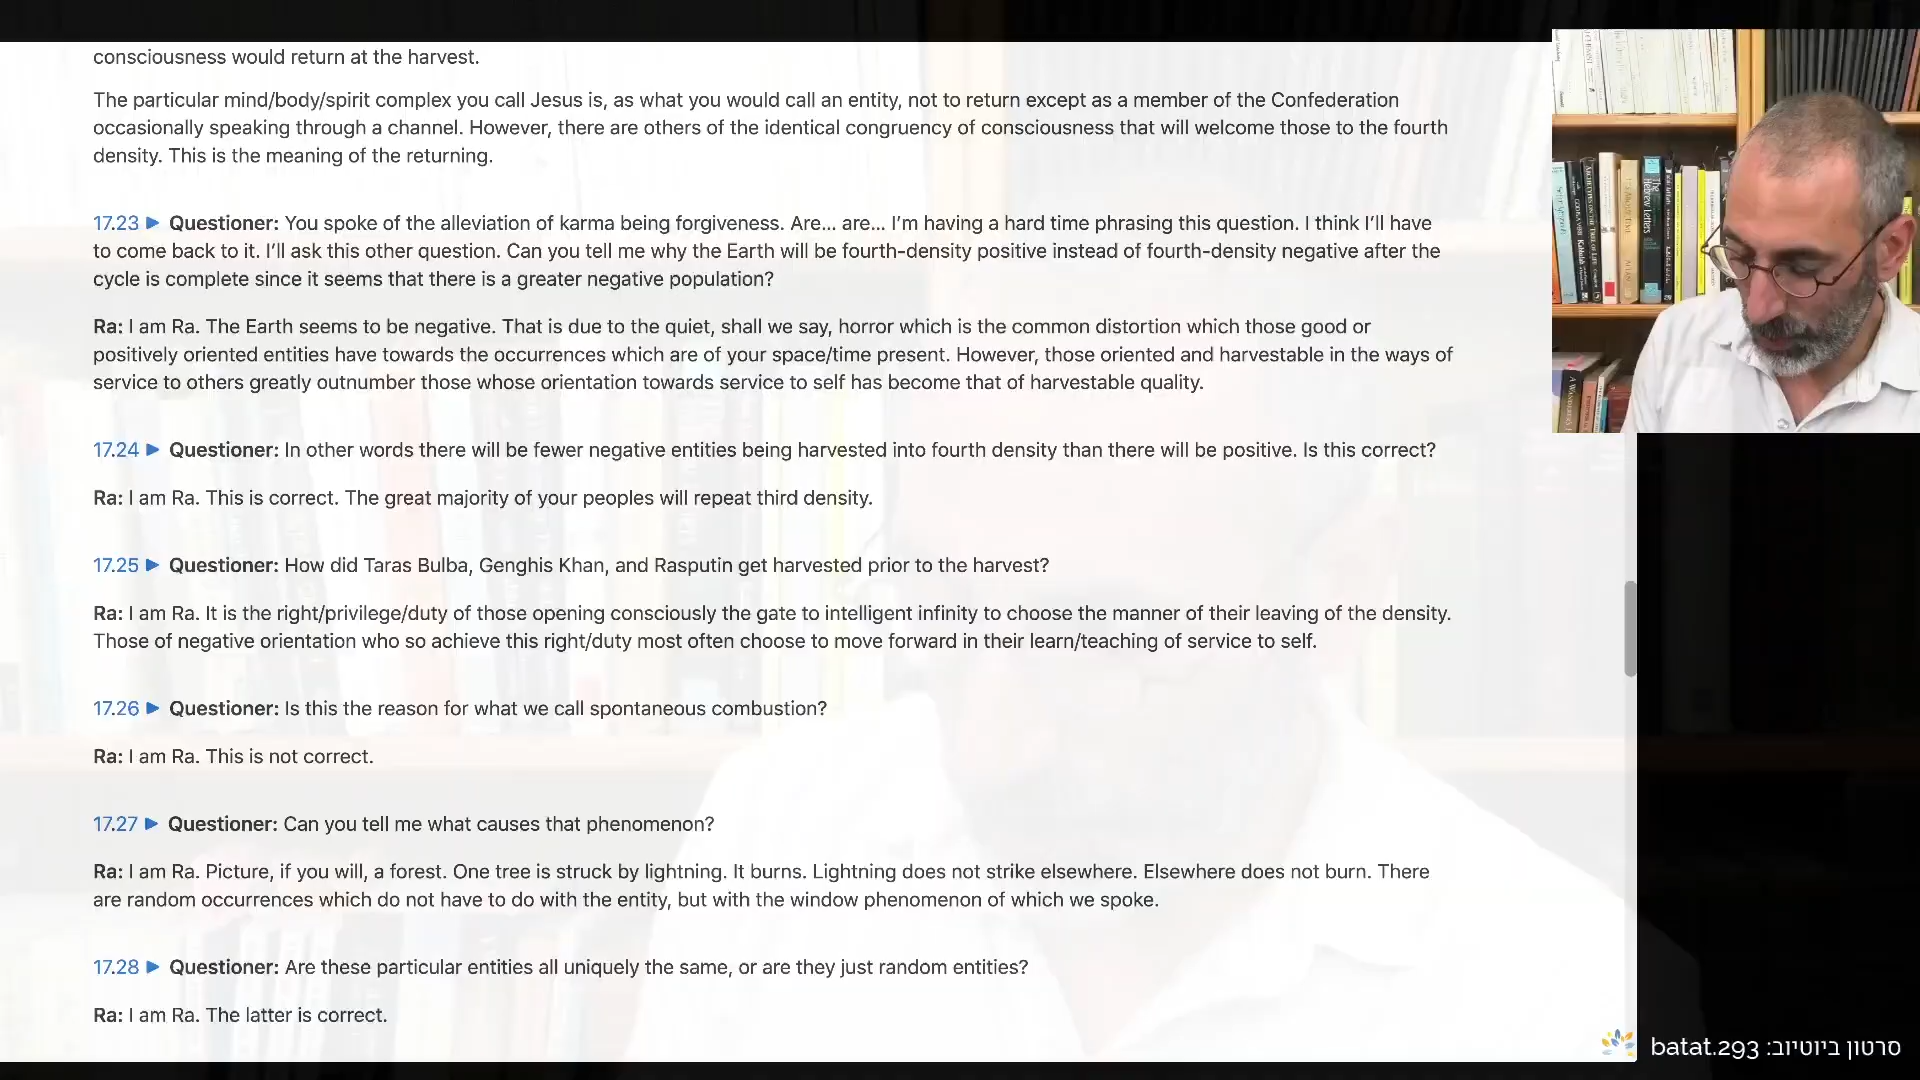 consciousness would return at the harvest.
The particular mind/body/spirit complex you call Jesus is, as what you would call an entity, not to return except as a member of the Confederation
occasionally speaking through a channel. However, there are others of the identical congruency of consciousness that will welcome those to the fourth
density. This is the meaning of the returning.
17.23 ▶ Questioner: You spoke of the alleviation of karma being forgiveness. Are… are… I’m having a hard time phrasing this question. I think I’ll have
to come back to it. I’ll ask this other question. Can you tell me why the Earth will be fourth-density positive instead of fourth-density negative after the
cycle is complete since it seems that there is a greater negative population?
Ra: I am Ra. The Earth seems to be negative. That is due to the quiet, shall we say, horror which is the common distortion which those good or
positively oriented entities have towards the occurrences which are of your space/time present. However, those oriented and harvestable in the ways of
service to others greatly outnumber those whose orientation towards service to self has become that of harvestable quality.
17.24 ▶ Questioner: In other words there will be fewer negative entities being harvested into fourth density than there will be positive. Is this correct?
Ra: I am Ra. This is correct. The great majority of your peoples will repeat third density.
17.25 ▶ Questioner: How did Taras Bulba, Genghis Khan, and Rasputin get harvested prior to the harvest?
Ra: I am Ra. It is the right/privilege/duty of those opening consciously the gate to intelligent infinity to choose the manner of their leaving of the density.
Those of negative orientation who so achieve this right/duty most often choose to move forward in their learn/teaching of service to self.
17.26 ▶ Questioner: Is this the reason for what we call spontaneous combustion?
Ra: I am Ra. This is not correct.
17.27 ▶ Questioner: Can you tell me what causes that phenomenon?
Ra: I am Ra. Picture, if you will, a forest. One tree is struck by lightning. It burns. Lightning does not strike elsewhere. Elsewhere does not burn. There
are random occurrences which do not have to do with the entity, but with the window phenomenon of which we spoke.
17.28 ▶ Questioner: Are these particular entities all uniquely the same, or are they just random entities?
Ra: I am Ra. The latter is correct.
סרטון ביוטיוב: batat.293
The Hebrew Letters